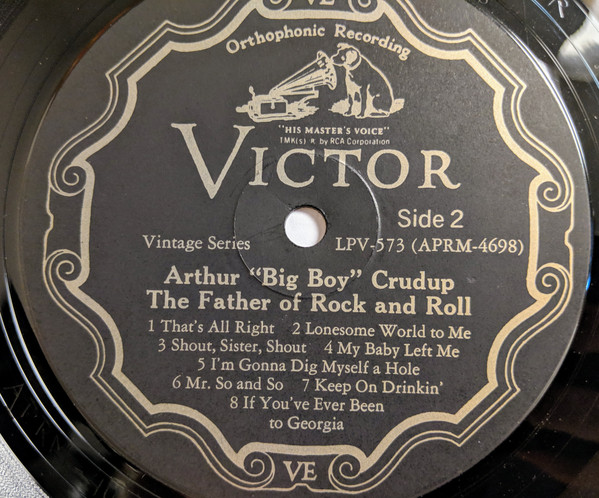 VE
Orthophonic Recording
"HIS MASTER'S VOICE"
TMK(s) ® by RCA Corporation
VICTOR
Side 2
Vintage Series LPV-573 (APRM-4698)
Arthur "Big Boy" Crudup
The Father of Rock and Roll
1 That's All Right 2 Lonesome World to Me
3 Shout, Sister, Shout 4 My Baby Left Me
5 I'm Gonna Dig Myself a Hole
6 Mr. So and So 7 Keep On Drinkin'
8 If You've Ever Been
to Georgia
VE